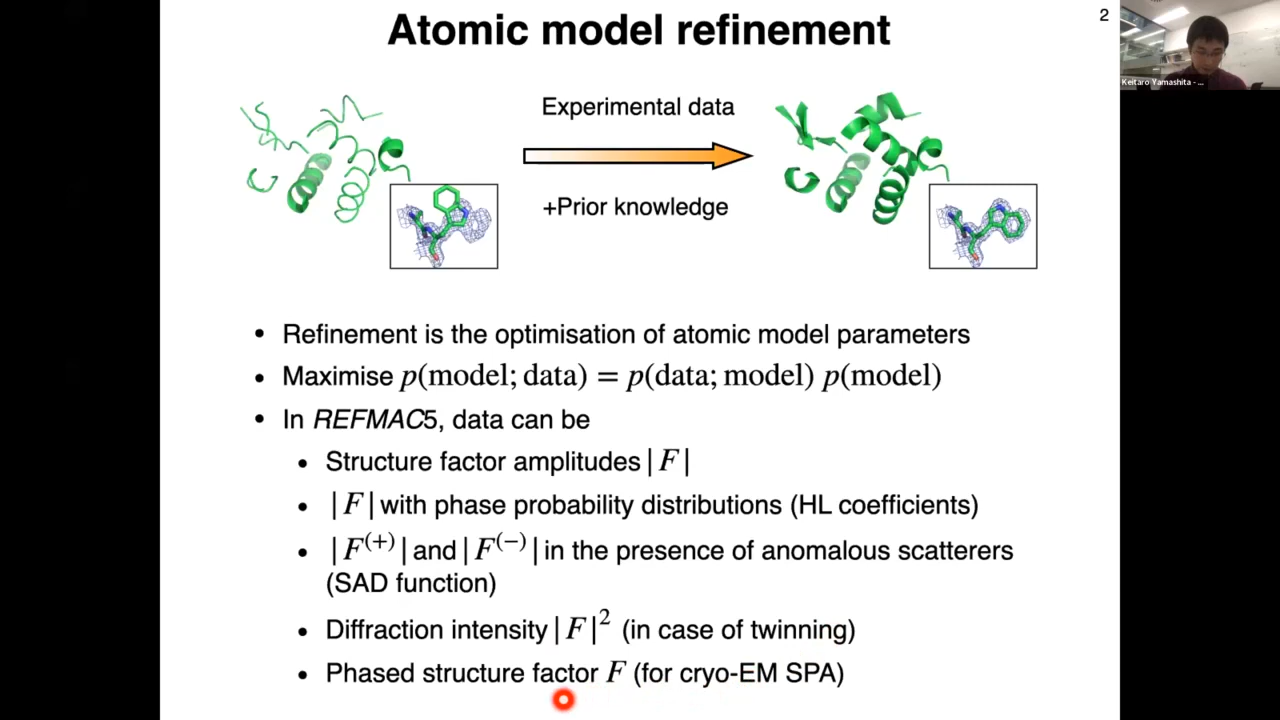 Atomic model refinement
2
Keitaro Yamashita - ...
Experimental data
+Prior knowledge
• Refinement is the optimisation of atomic model parameters
• Maximise p(model; data) = p(data; model) p(model)
• In REFMAC5, data can be
• Structure factor amplitudes |F|
• |F| with phase probability distributions (HL coefficients)
• |F⁽⁺⁾| and |F⁽⁻⁾| in the presence of anomalous scatterers
(SAD function)
• Diffraction intensity |F|² (in case of twinning)
• Phased structure factor F (for cryo-EM SPA)